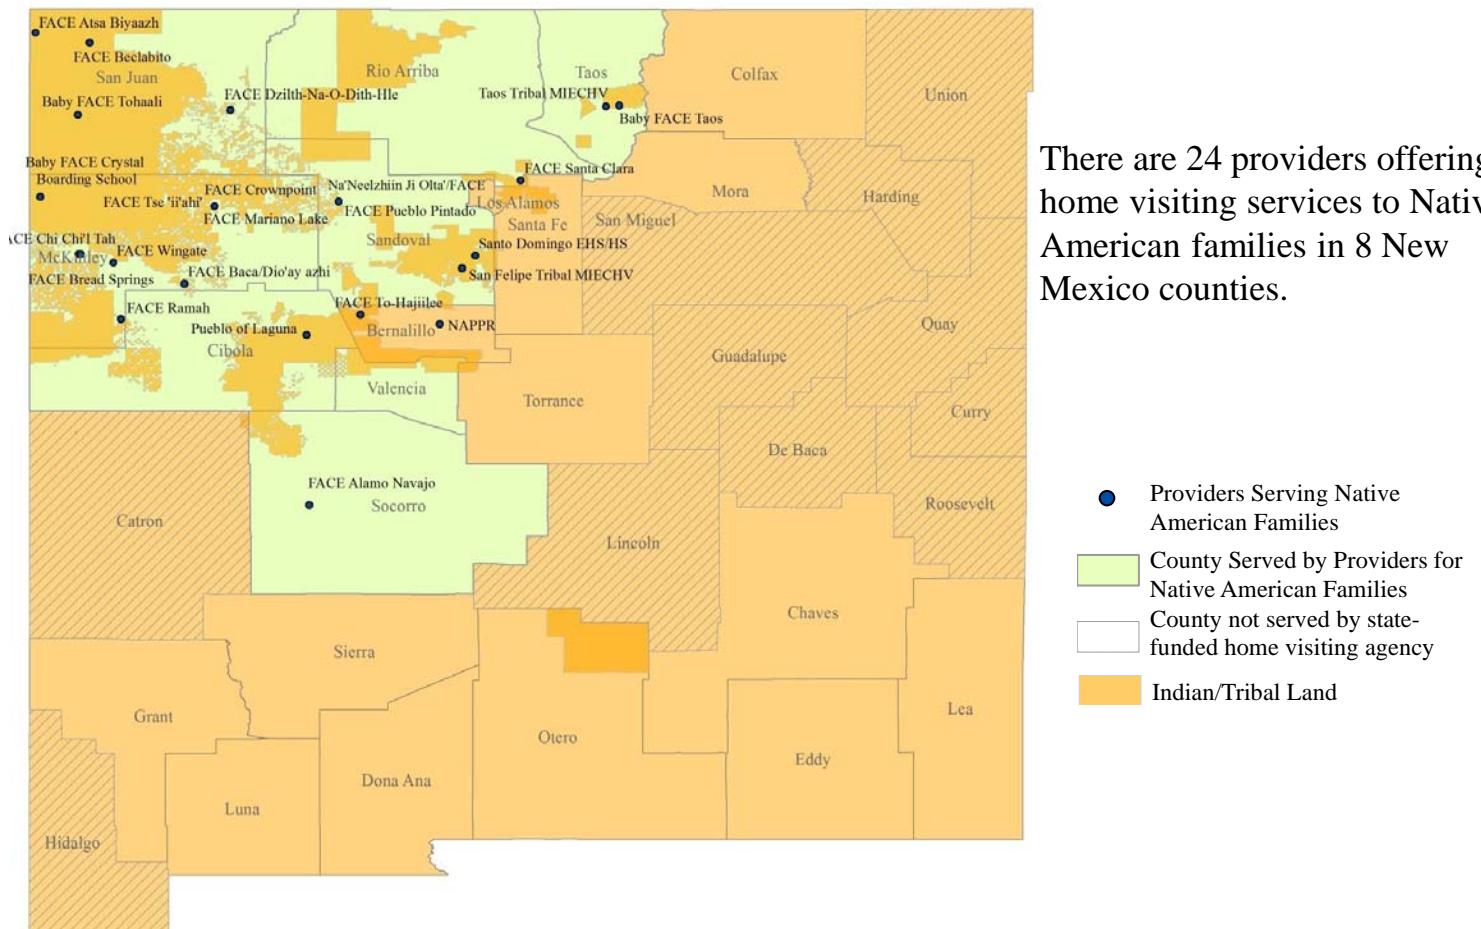 FACE Atsa Biyaazh
FACE Beclabito
San Juan
Rio Arriba
Taos
Colfax
Union
Baby FACE Tohaali
FACE Dzilth-Na-O-Dith-Hle
Taos Tribal MIECHV
Baby FACE Taos
There are 24 providers offering
home visiting services to Nativ
American families in 8 New
Mexico counties.
Baby FACE Crystal
Boarding School
FACE Santa Clara
FACE Crownpoint
Na'Neelzhiin Ji Olta'/FACE
Mora
Harding
FACE Tse 'ii'ahi'
Los Alamos
FACE Mariano Lake
FACE Pueblo Pintado
Santa Fe
San Miguel
ACE Chi Chi'l Tah
FACE Wingate
Sandoval
Santo Domingo EHS/HS
McKinley
FACE Bread Springs
FACE Baca/Dio'ay azhi
San Felipe Tribal MIECHV
FACE Ramah
FACE To-Hajiilee
Pueblo of Laguna
Bernalillo
NAPPR
Quay
Cibola
Guadalupe
Valencia
Torrance
Curry
De Baca
FACE Alamo Navajo
Socorro
Catron
Roosevelt
Lincoln
Providers Serving Native
American Families
County Served by Providers for
Native American Families
County not served by state-
funded home visiting agency
Indian/Tribal Land
Chaves
Sierra
Grant
Lea
Otero
Eddy
Dona Ana
Luna
Hidalgo